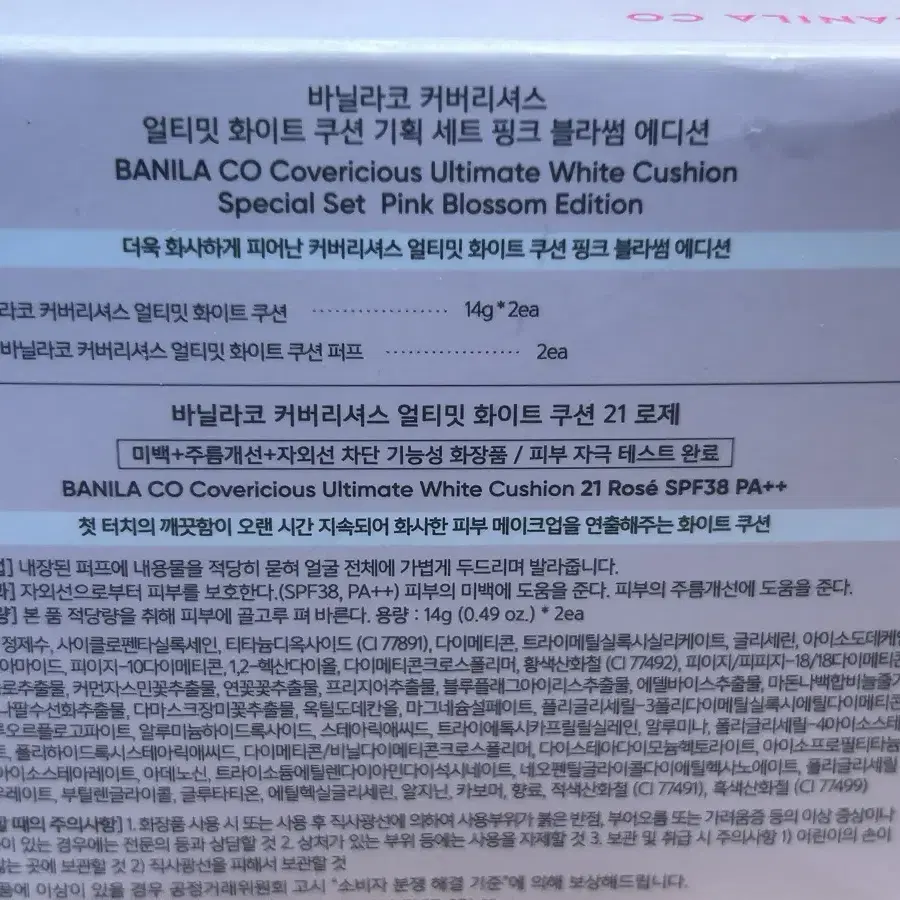 BANILA CO
바닐라코 커버리셔스
얼티밋 화이트 쿠션 기획 세트 핑크 블라썸 에디션
BANILA CO Covericious Ultimate White Cushion
Special Set Pink Blossom Edition
더욱 화사하게 피어난 커버리셔스 얼티밋 화이트 쿠션 핑크 블라썸 에디션
라코 커버리셔스 얼티밋 화이트 쿠션 ················· 14g*2ea
바닐라코 커버리셔스 얼티밋 화이트 쿠션 퍼프 ················· 2ea
바닐라코 커버리셔스 얼티밋 화이트 쿠션 21 로제
미백+주름개선+자외선 차단 기능성 화장품 / 피부 자극 테스트 완료
BANILA CO Covericious Ultimate White Cushion 21 Rosé SPF38 PA++
첫 터치의 깨끗함이 오랜 시간 지속되어 화사한 피부 메이크업을 연출해주는 화이트 쿠션
] 내장된 퍼프에 내용물을 적당히 묻혀 얼굴 전체에 가볍게 두드리며 발라줍니다.
] 자외선으로부터 피부를 보호한다.(SPF38, PA++) 피부의 미백에 도움을 준다. 피부의 주름개선에 도움을 준다.
] 본 품 적당량을 취해 피부에 골고루 펴 바른다. 용량 : 14g (0.49 oz.) * 2ea
정제수, 사이클로펜타실록세인, 티타늄디옥사이드 (CI 77891), 다이메티콘, 트라이메틸실록시실리케이트, 글리세린, 아이소도데케인
아마이드, 피이지-10다이메티콘, 1,2-헥산다이올, 다이메티콘크로스폴리머, 황색산화철 (CI 77492), 피이지/피피지-18/18다이메티콘
로추출물, 커먼자스민꽃추출물, 연꽃꽃추출물, 프리지어추출물, 블루플래그아이리스추출물, 에델바이스추출물, 마돈나백합비늘줄기
나팔수선화추출물, 다마스크장미꽃추출물, 옥틸도데칸올, 마그네슘설페이트, 폴리글리세릴-3폴리다이메틸실록시에틸다이메티콘
루오르플로고파이트, 알루미늄하이드록사이드, 스테아릭애씨드, 트라이에톡시카프릴릴실레인, 알루미나, 폴리글리세릴-4아이소스테
트, 폴리하이드록시스테아릭애씨드, 다이메티콘/비닐다이메티콘크로스폴리머, 다이스테아다이모늄헥토라이트, 아이소프로필티타늄
아이소스테아레이트, 아데노신, 트라이소듐에틸렌다이아민다이석시네이트, 네오펜틸글라이콜다이에틸헥사노에이트, 폴리글리세릴
우레이트, 부틸렌글라이콜, 글루타티온, 에틸헥실글리세린, 알지닌, 카보머, 향료, 적색산화철 (CI 77491), 흑색산화철 (CI 77499)
할 때의 주의사항] 1. 화장품 사용 시 또는 사용 후 직사광선에 의하여 사용부위가 붉은 반점, 부어오름 또는 가려움증 등의 이상 증상이나
이 있는 경우에는 전문의 등과 상담할 것 2. 상처가 있는 부위 등에는 사용을 자제할 것 3. 보관 및 취급 시 주의사항 1) 어린이의 손이
않는 곳에 보관할 것 2) 직사광선을 피해서 보관할 것
품에 이상이 있을 경우 공정거래위원회 고시 "소비자 분쟁 해결 기준"에 의해 보상해드립니다.